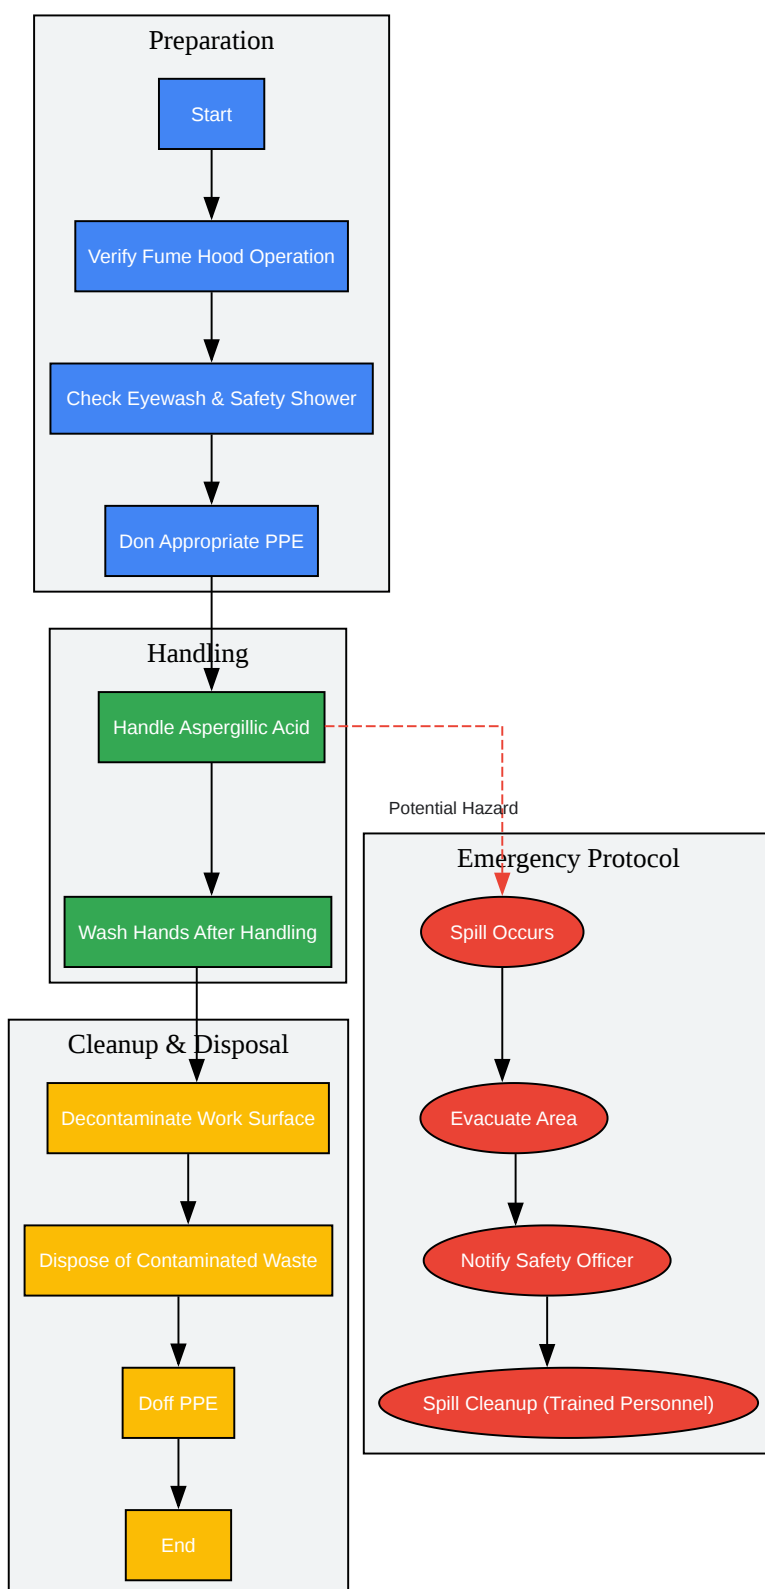 Preparation
Start
Verify Fume Hood Operation
Check Eyewash & Safety Shower
Don Appropriate PPE
Handling
Handle Aspergillic Acid
Potential Hazard
Wash Hands After Handling
Emergency Protocol
Spill Occurs
Evacuate Area
Notify Safety Officer
Spill Cleanup (Trained Personnel)
Cleanup & Disposal
Decontaminate Work Surface
Dispose of Contaminated Waste
Doff PPE
End